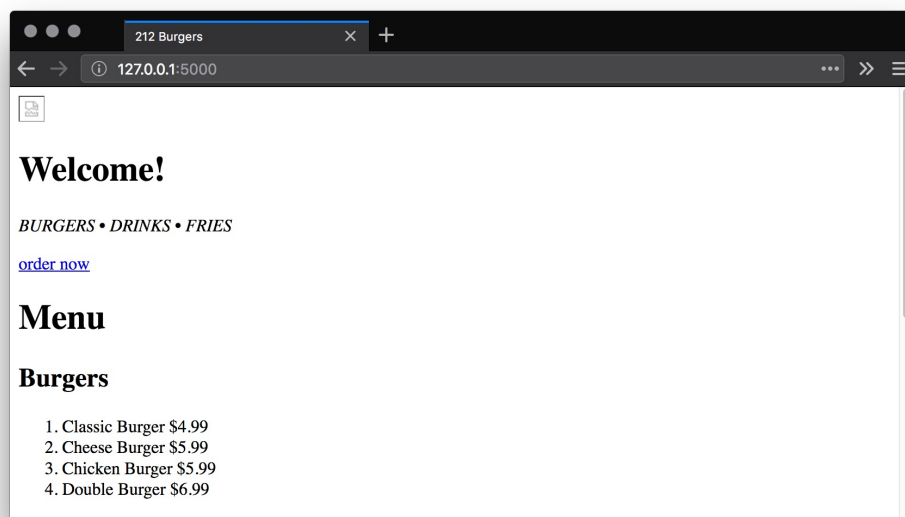 212 Burgers
127.0.0.1:5000
Welcome!
BURGERS • DRINKS • FRIES
order now
Menu
Burgers
1. Classic Burger $4.99
2. Cheese Burger $5.99
3. Chicken Burger $5.99
4. Double Burger $6.99